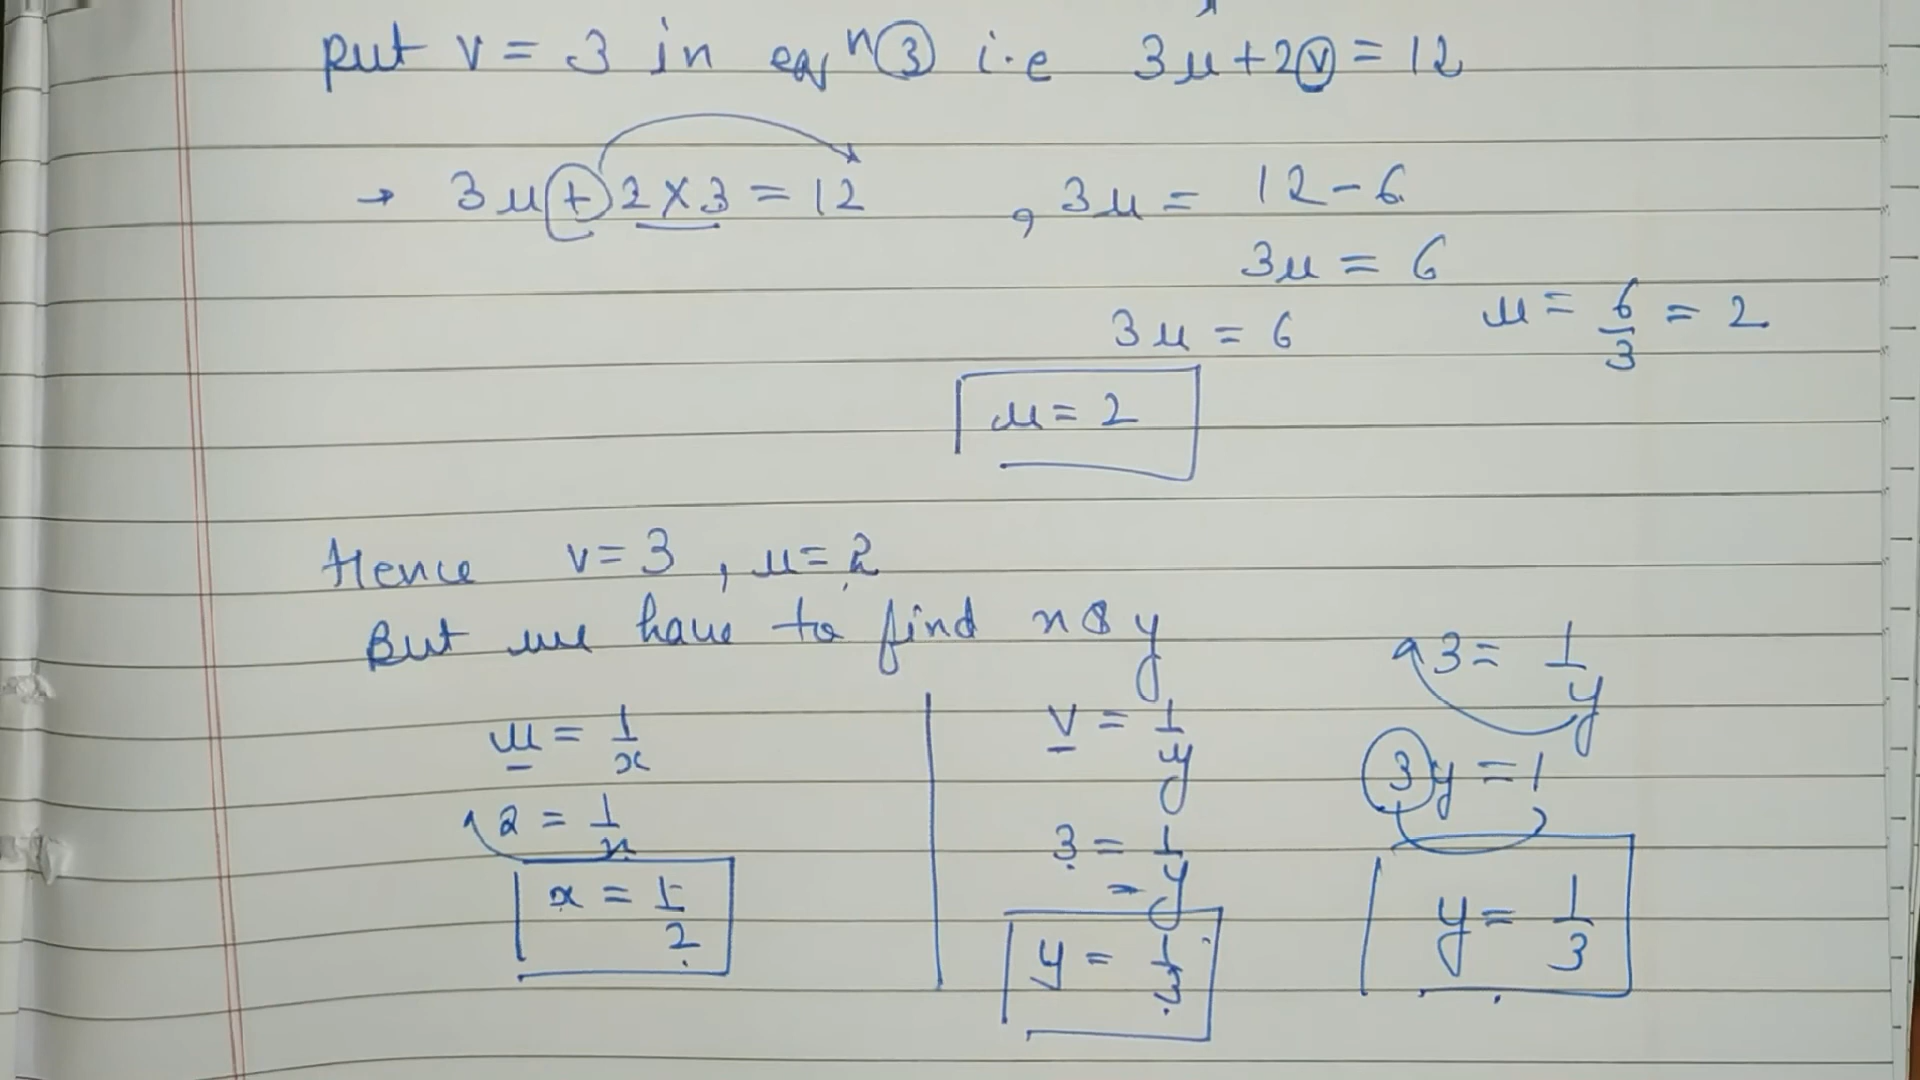 put v = 3 in eqn ③ i.e 3u + 2v = 12
→ 3u + 2 × 3 = 12 , 3u = 12 - 6
3u = 6
3u = 6 u = 6/3 = 2
u = 2
Hence v = 3 , u = 2
But we have to find x & y
u = 1/x
2 = 1/x
x = 1/2
v = 1/y
3 = 1/y
y = 1/3
3 = 1/y
3y = 1
y = 1/3